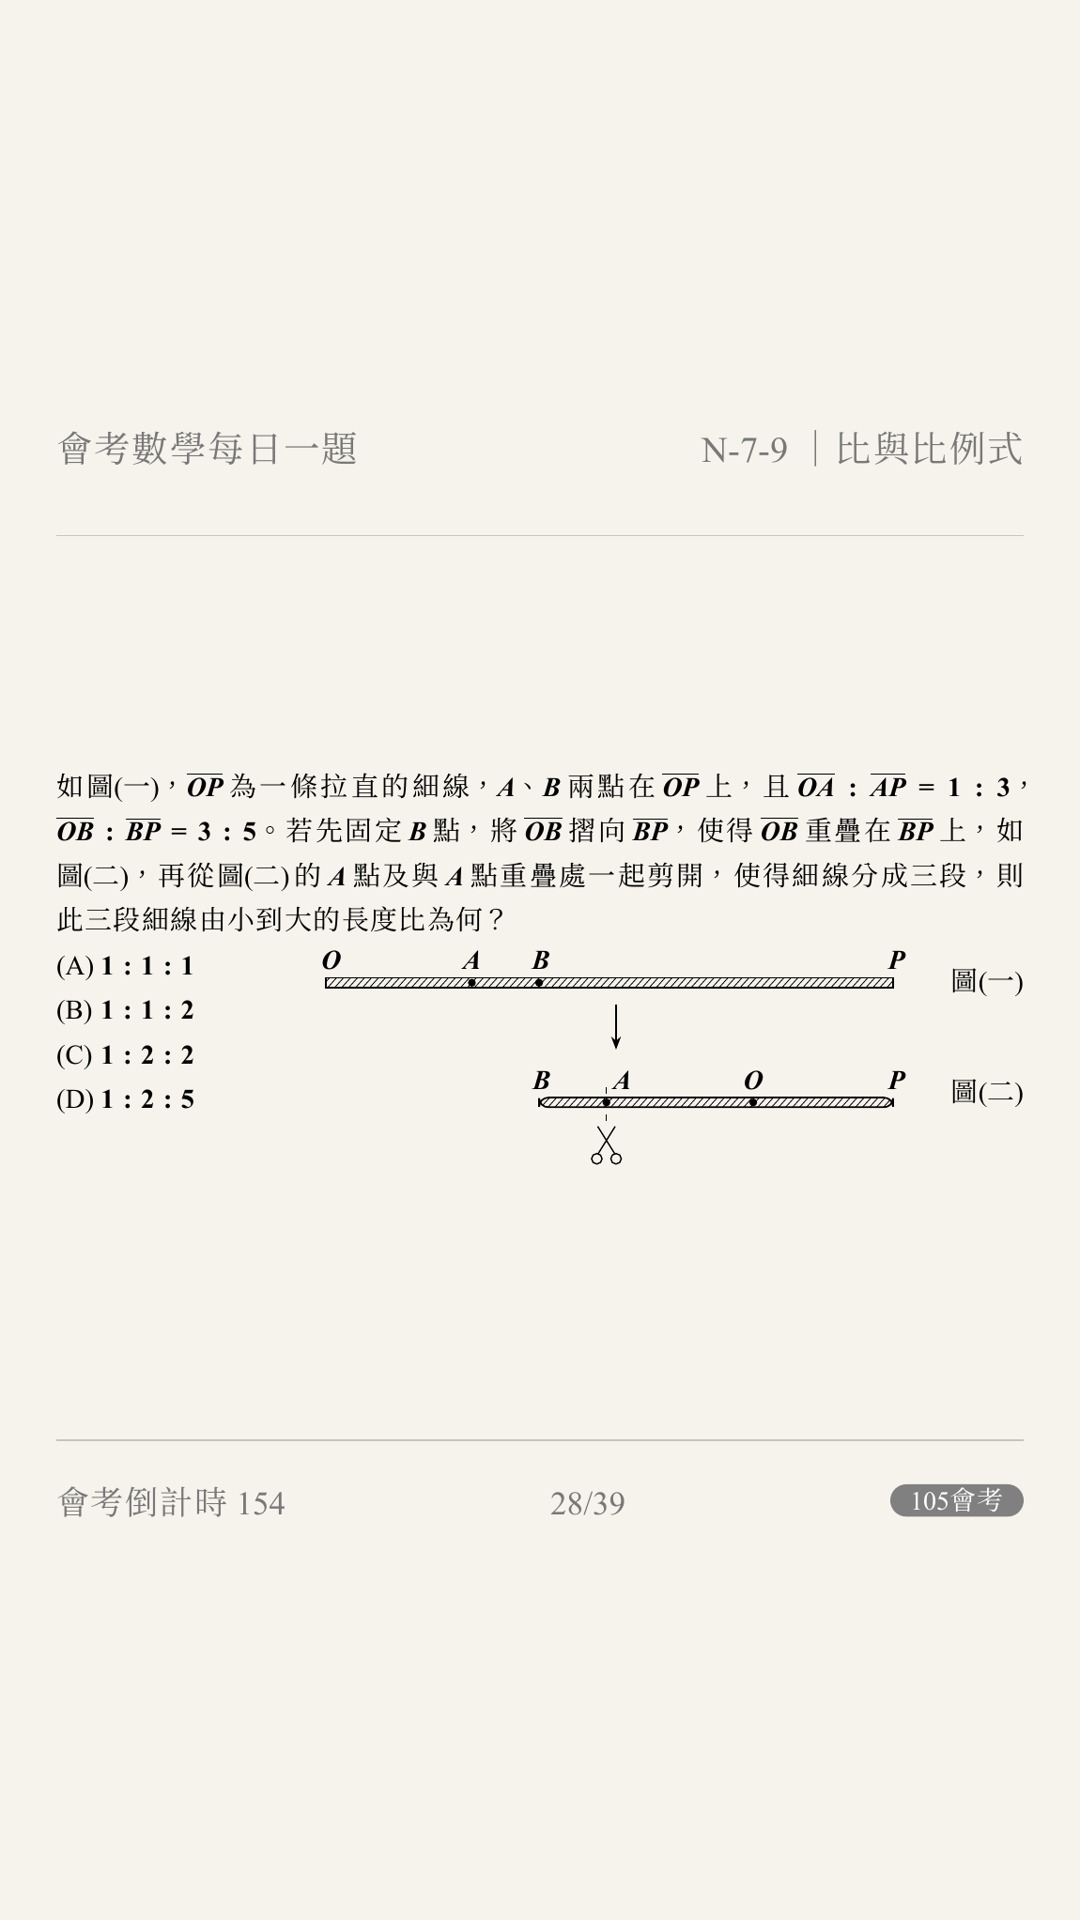 會考數學每日一題
N-7-9｜比與比例式
如圖(一)，OP 為一條拉直的細線，A、B 兩點在 OP 上，且 OA : AP = 1 : 3，
OB : BP = 3 : 5。若先固定 B 點，將 OB 摺向 BP，使得 OB 重疊在 BP 上，如
圖(二)，再從圖(二)的 A 點及與 A 點重疊處一起剪開，使得細線分成三段，則
此三段細線由小到大的長度比為何？
(A) 1 : 1 : 1
(B) 1 : 1 : 2
(C) 1 : 2 : 2
(D) 1 : 2 : 5
O A B P 圖(一)
B A O P 圖(二)
會考倒計時 154
28/39
105會考